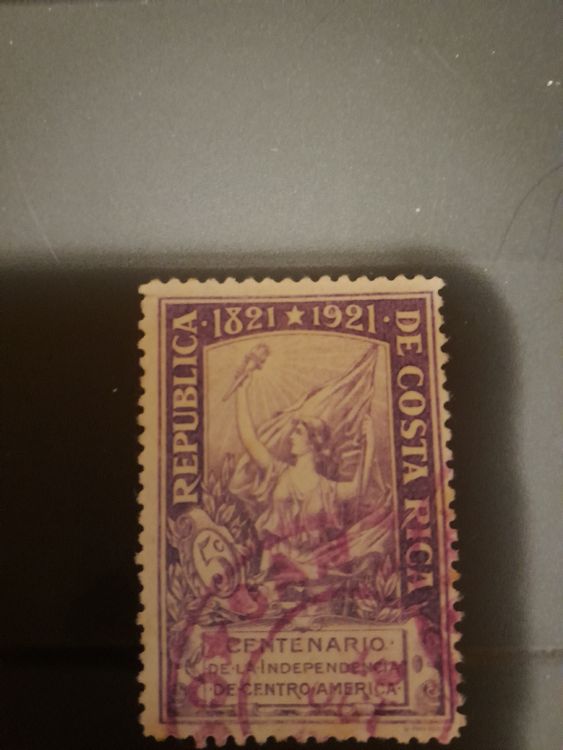 ·1821★1921·
REPUBLICA
DE COSTA RICA
5c
CENTENARIO
DE·LA·INDEPENDENCIA
·DE·CENTRO·AMERICA·